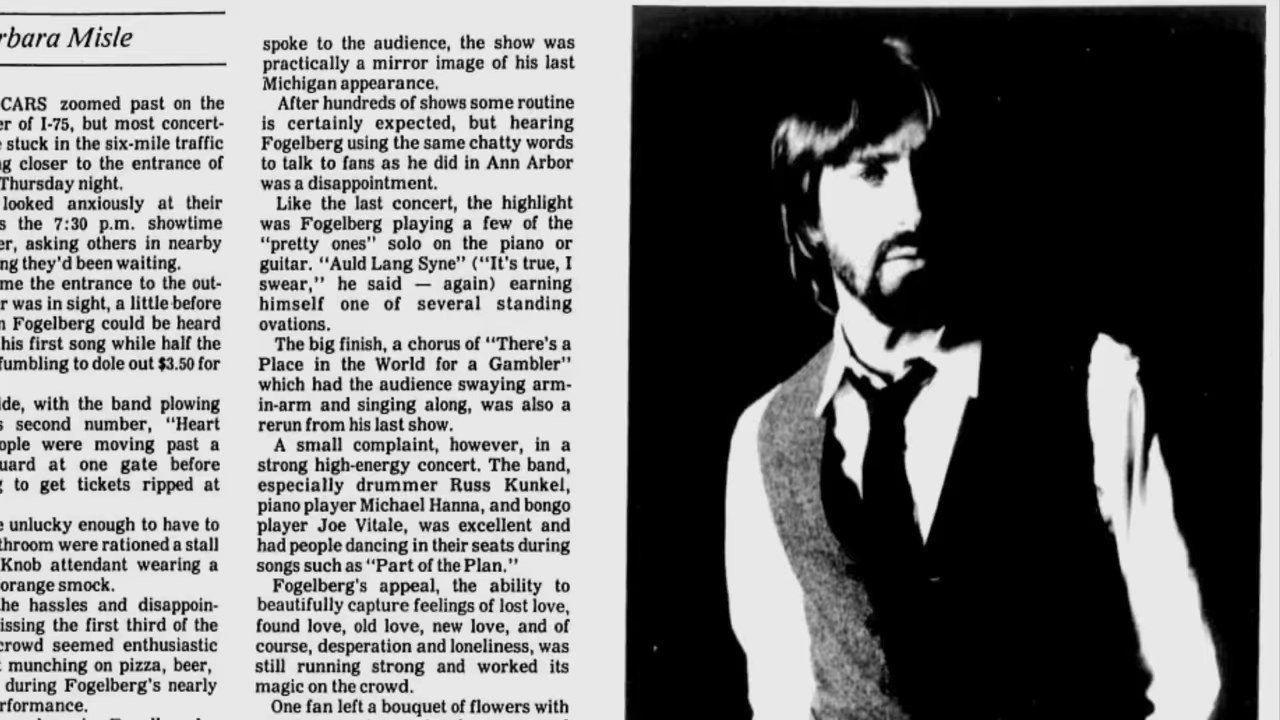 rbara Misle
CARS zoomed past on the
er of I-75, but most concert-
e stuck in the six-mile traffic
ng closer to the entrance of
Thursday night.
looked anxiously at their
s the 7:30 p.m. showtime
er, asking others in nearby
ng they'd been waiting.
me the entrance to the out-
r was in sight, a little before
n Fogelberg could be heard
his first song while half the
fumbling to dole out $3.50 for
ide, with the band plowing
s second number, "Heart
ople were moving past a
uard at one gate before
g to get tickets ripped at
e unlucky enough to have to
throom were rationed a stall
Knob attendant wearing a
orange smock.
he hassles and disappoin-
issing the first third of the
crowd seemed enthusiastic
t munching on pizza, beer,
during Fogelberg's nearly
rformance.
spoke to the audience, the show was
practically a mirror image of his last
Michigan appearance.
After hundreds of shows some routine
is certainly expected, but hearing
Fogelberg using the same chatty words
to talk to fans as he did in Ann Arbor
was a disappointment.
Like the last concert, the highlight
was Fogelberg playing a few of the
"pretty ones" solo on the piano or
guitar. "Auld Lang Syne" ("It's true, I
swear," he said — again) earning
himself one of several standing
ovations.
The big finish, a chorus of "There's a
Place in the World for a Gambler"
which had the audience swaying arm-
in-arm and singing along, was also a
rerun from his last show.
A small complaint, however, in a
strong high-energy concert. The band,
especially drummer Russ Kunkel,
piano player Michael Hanna, and bongo
player Joe Vitale, was excellent and
had people dancing in their seats during
songs such as "Part of the Plan."
Fogelberg's appeal, the ability to
beautifully capture feelings of lost love,
found love, old love, new love, and of
course, desperation and loneliness, was
still running strong and worked its
magic on the crowd.
One fan left a bouquet of flowers with